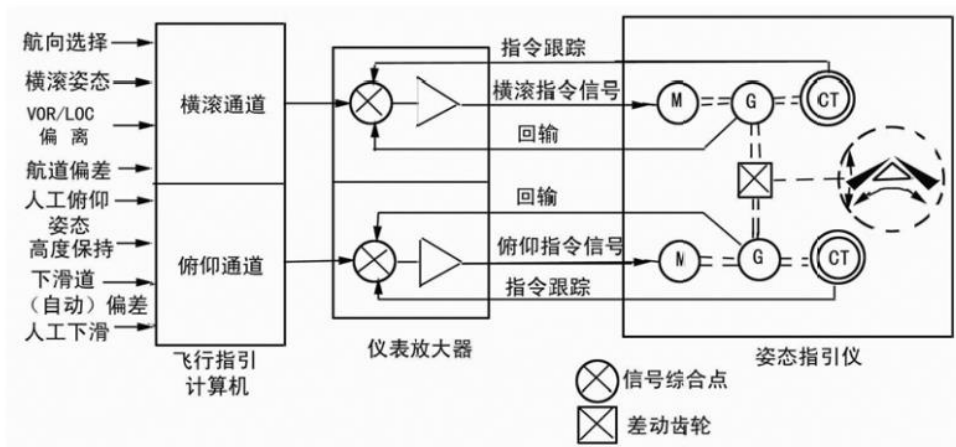 航向选择
横滚姿态
VOR/LOC
偏 离
航道偏差
人工俯仰
姿态
高度保持
下滑道
（自动）偏差
人工下滑
横滚通道
俯仰通道
飞行指引
计算机
仪表放大器
指令跟踪
横滚指令信号
回输
回输
俯仰指令信号
指令跟踪
M
G
CT
M
G
CT
姿态指引仪
信号综合点
差动齿轮